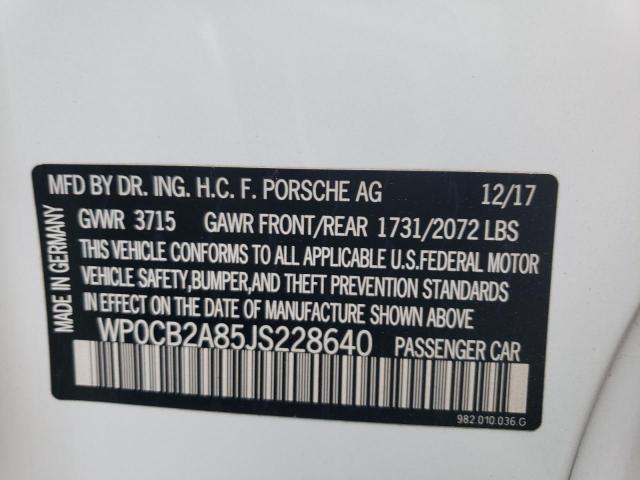 MFD BY DR. ING. H.C. F. PORSCHE AG 12/17
GVWR 3715 GAWR FRONT/REAR 1731/2072 LBS
THIS VEHICLE CONFORMS TO ALL APPLICABLE U.S.FEDERAL MOTOR
VEHICLE SAFETY,BUMPER,AND THEFT PREVENTION STANDARDS
IN EFFECT ON THE DATE OF MANUFACTURE SHOWN ABOVE
WP0CB2A85JS228640 PASSENGER CAR
982.010.036.G
MADE IN GERMANY